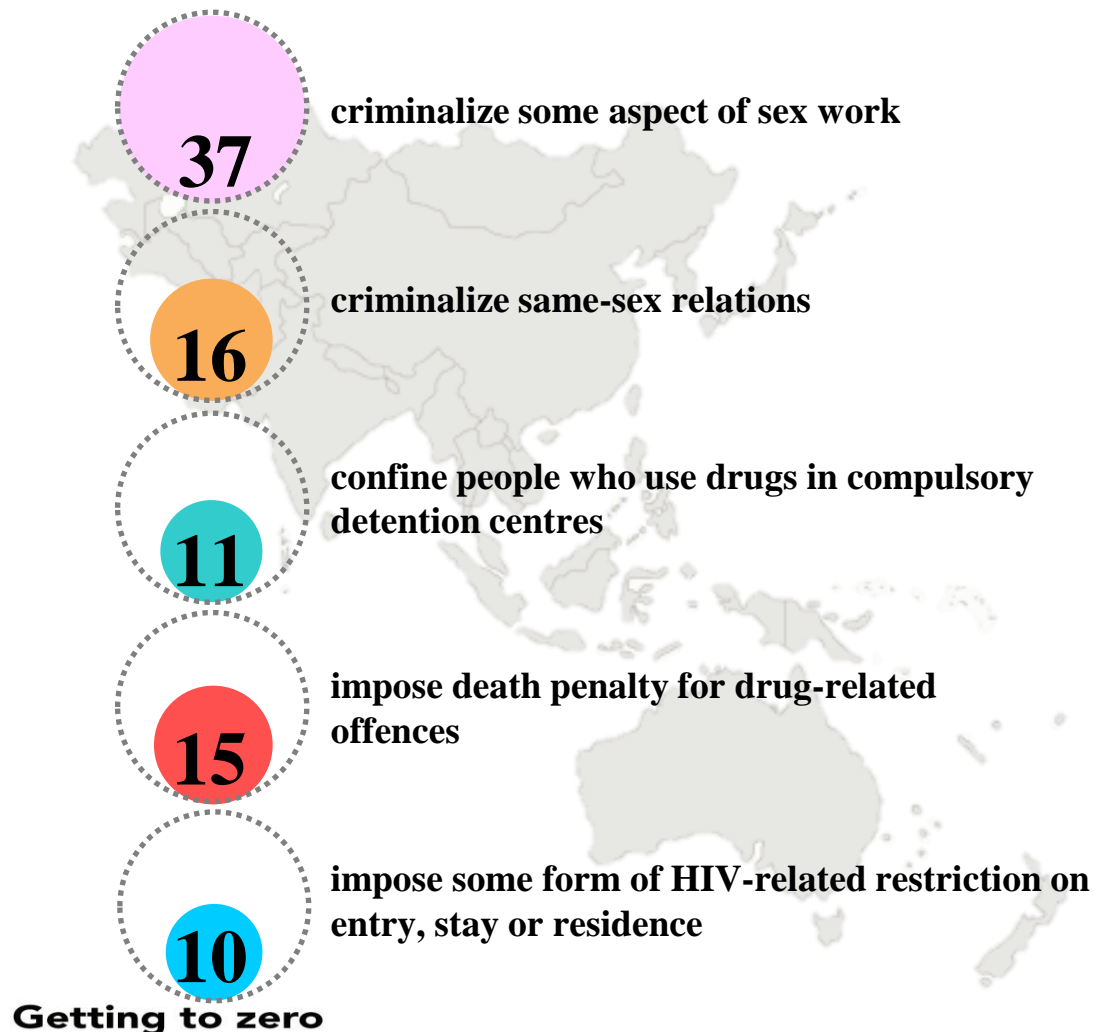 37
criminalize some aspect of sex work
16
criminalize same-sex relations
11
confine people who use drugs in compulsory
detention centres
15
impose death penalty for drug-related
offences
10
impose some form of HIV-related restriction on
entry, stay or residence
Getting to zero